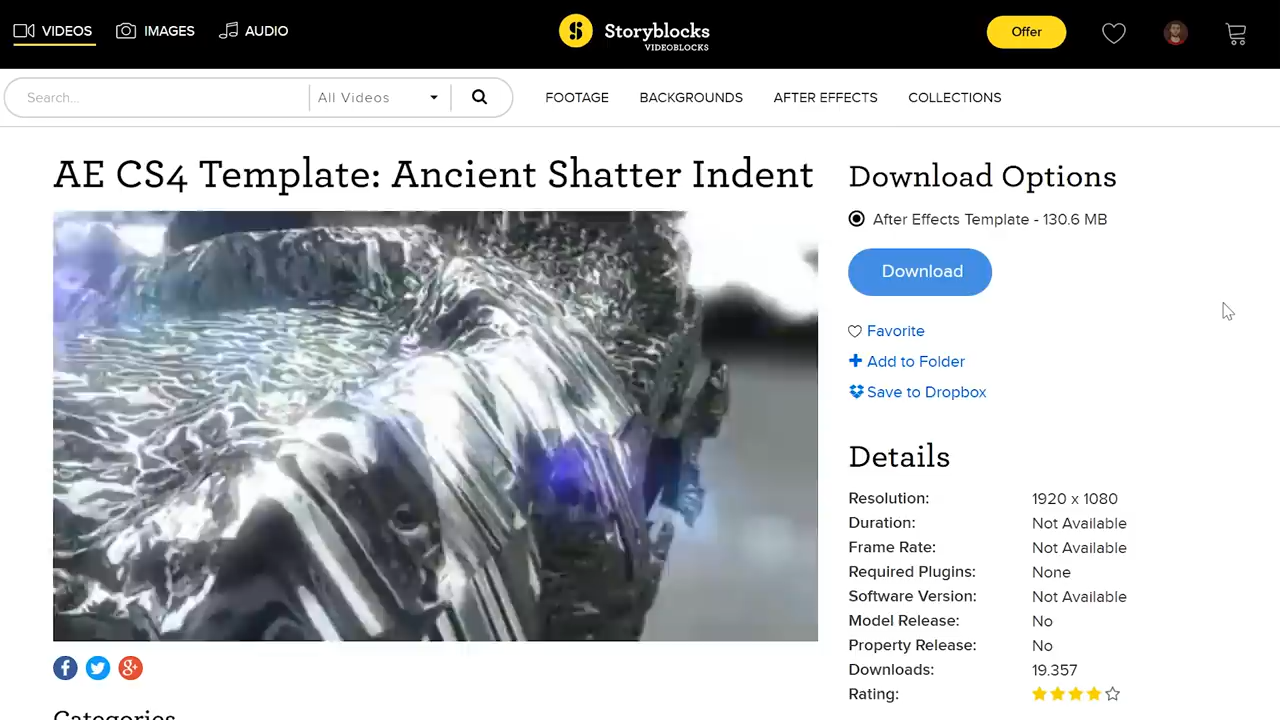 VIDEOS IMAGES AUDIO
$ Storyblocks
VIDEOBLOCKS
Offer
Search... All Videos
FOOTAGE BACKGROUNDS AFTER EFFECTS COLLECTIONS
AE CS4 Template: Ancient Shatter Indent
Download Options
After Effects Template - 130.6 MB
Download
Favorite
Add to Folder
Save to Dropbox
Details
Resolution: 1920 x 1080
Duration: Not Available
Frame Rate: Not Available
Required Plugins: None
Software Version: Not Available
Model Release: No
Property Release: No
Downloads: 19.357
Rating:
f g+
Categories